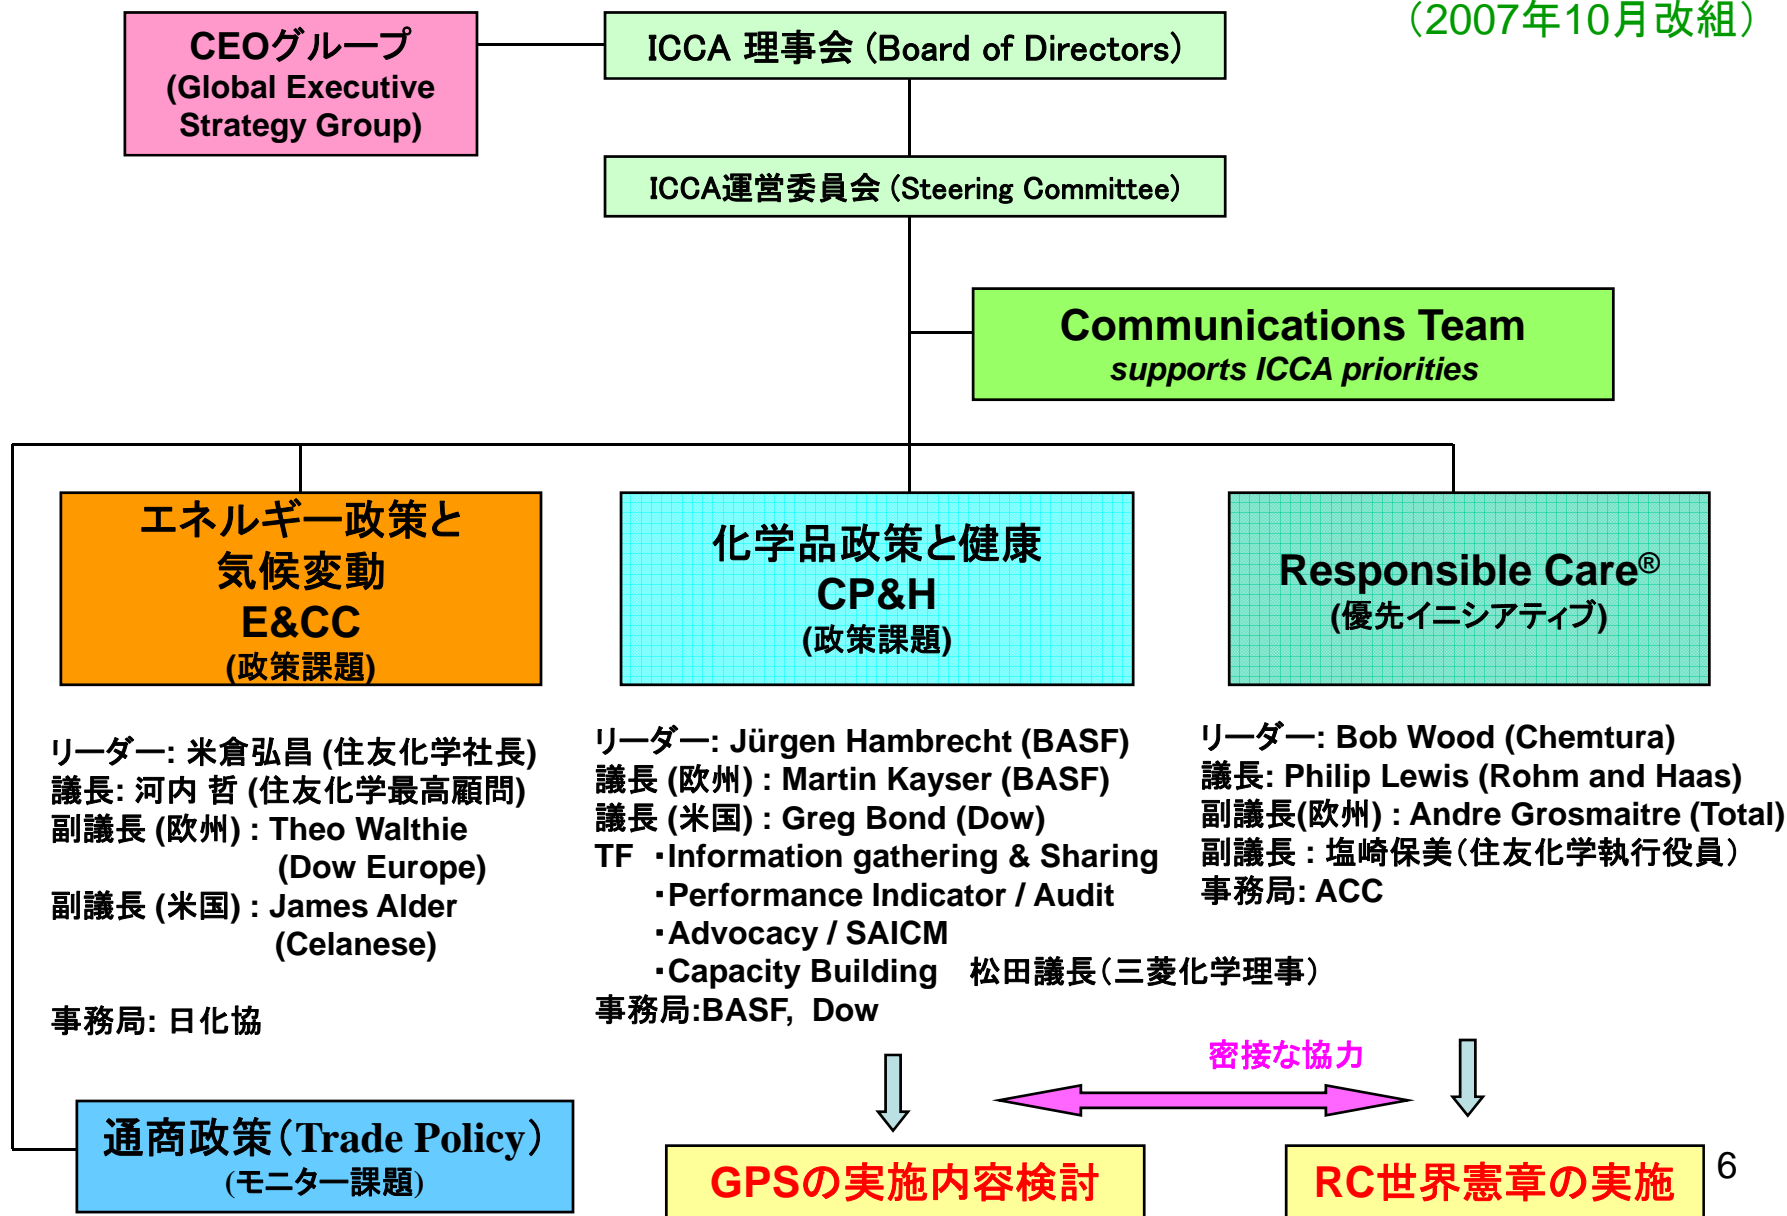 （2007年10月改組）
CEOグループ
(Global Executive
Strategy Group)
ICCA 理事会 (Board of Directors)
ICCA運営委員会 (Steering Committee)
Communications Team
supports ICCA priorities
エネルギー政策と
気候変動
E&CC
(政策課題)
化学品政策と健康
CP&H
(政策課題)
Responsible Care®
(優先イニシアティブ)
リーダー: 米倉弘昌 (住友化学社長)
議長: 河内 哲 (住友化学最高顧問)
副議長 (欧州) : Theo Walthie
(Dow Europe)
副議長 (米国) : James Alder
(Celanese)
事務局: 日化協
リーダー: Jürgen Hambrecht (BASF)
議長 (欧州) : Martin Kayser (BASF)
議長 (米国) : Greg Bond (Dow)
TF ・Information gathering & Sharing
・Performance Indicator / Audit
・Advocacy / SAICM
・Capacity Building 松田議長（三菱化学理事）
事務局:BASF, Dow
リーダー: Bob Wood (Chemtura)
議長: Philip Lewis (Rohm and Haas)
副議長(欧州) : Andre Grosmaitre (Total)
副議長 : 塩崎保美（住友化学執行役員）
事務局: ACC
密接な協力
通商政策（Trade Policy）
(モニター課題)
GPSの実施内容検討
RC世界憲章の実施
6